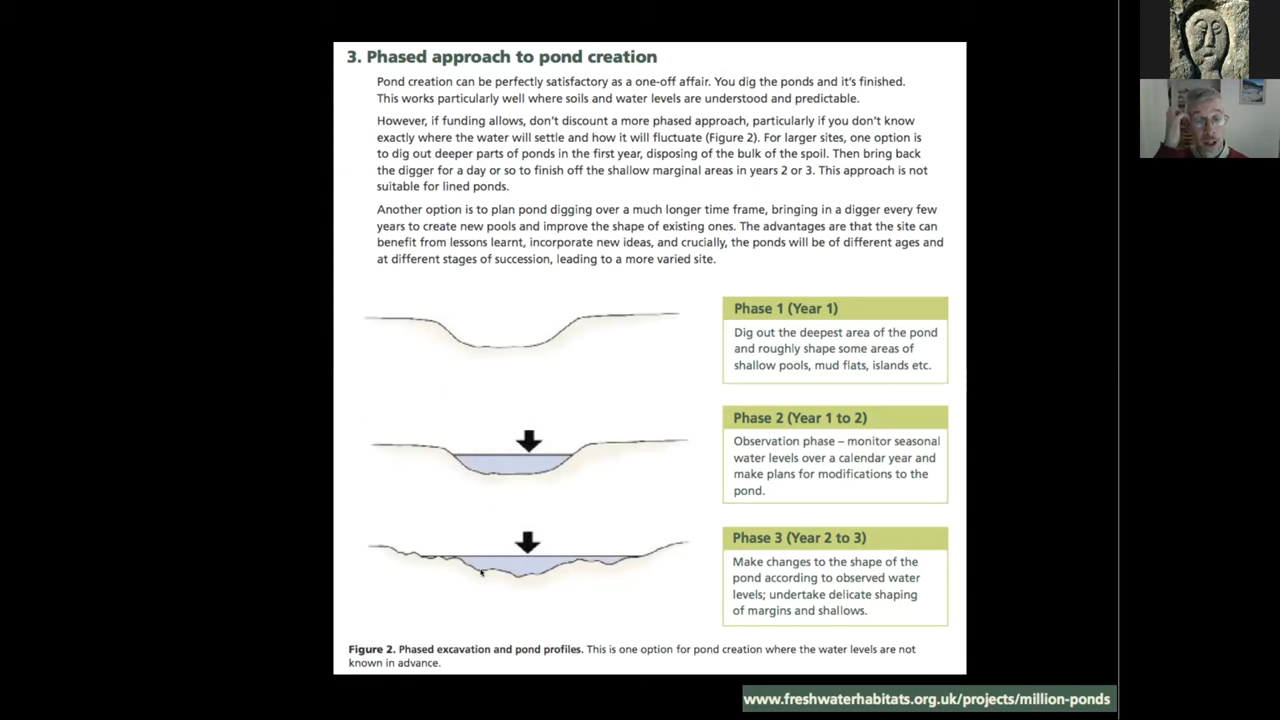 3. Phased approach to pond creation
Pond creation can be perfectly satisfactory as a one-off affair. You dig the ponds and it's finished.
This works particularly well where soils and water levels are understood and predictable.
However, if funding allows, don't discount a more phased approach, particularly if you don't know
exactly where the water will settle and how it will fluctuate (Figure 2). For larger sites, one option is
to dig out deeper parts of ponds in the first year, disposing of the bulk of the spoil. Then bring back
the digger for a day or so to finish off the shallow marginal areas in years 2 or 3. This approach is not
suitable for lined ponds.
Another option is to plan pond digging over a much longer time frame, bringing in a digger every few
years to create new pools and improve the shape of existing ones. The advantages are that the site can
benefit from lessons learnt, incorporate new ideas, and crucially, the ponds will be of different ages and
at different stages of succession, leading to a more varied site.
Phase 1 (Year 1)
Dig out the deepest area of the pond
and roughly shape some areas of
shallow pools, mud flats, islands etc.
Phase 2 (Year 1 to 2)
Observation phase – monitor seasonal
water levels over a calendar year and
make plans for modifications to the
pond.
Phase 3 (Year 2 to 3)
Make changes to the shape of the
pond according to observed water
levels; undertake delicate shaping
of margins and shallows.
Figure 2. Phased excavation and pond profiles. This is one option for pond creation where the water levels are not
known in advance.
www.freshwaterhabitats.org.uk/projects/million-ponds